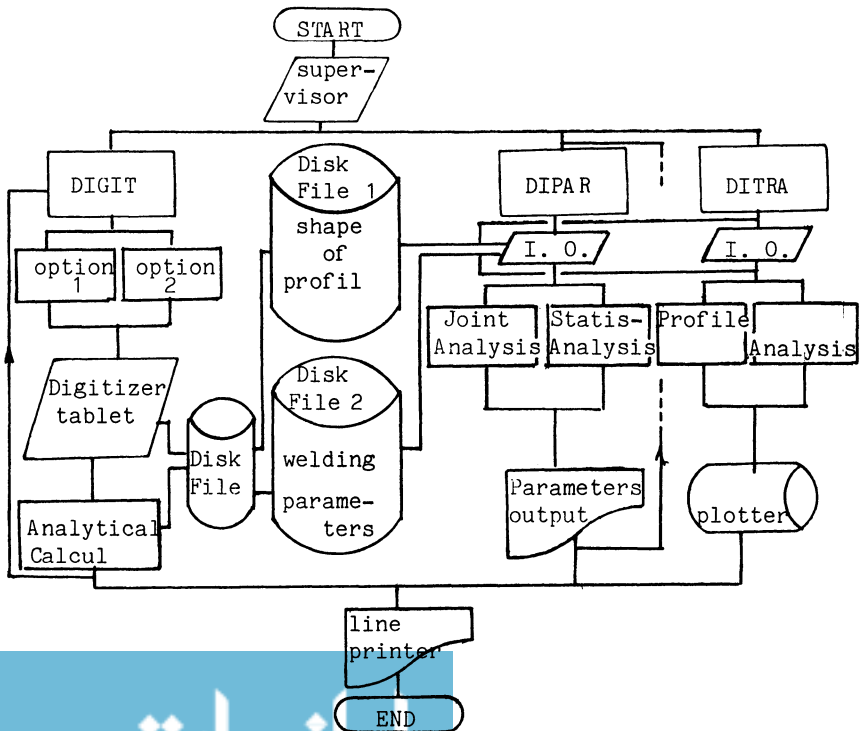 START
super-
visor
DIGIT
Disk
File 1
shape
of
profil
DIPAR
DITRA
option
1
option
2
I. O.
I. O.
Joint
Analysis
Statis-
Analysis
Profile
Analysis
Digitizer
tablet
Disk
File
Disk
File 2
welding
parame-
ters
Analytical
Calcul
Parameters
output
plotter
line
printer
END